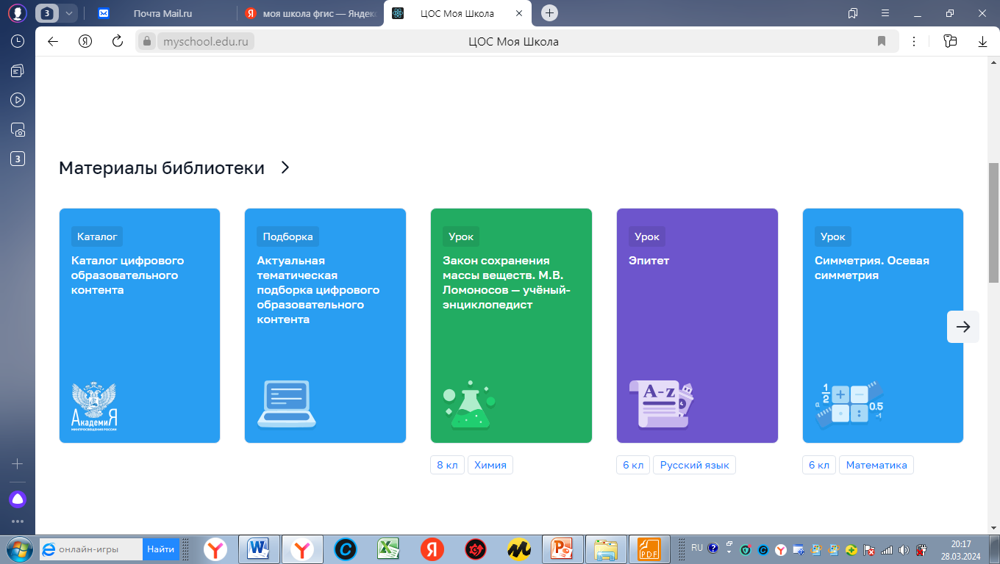 3
Почта Mail.ru
моя школа фгис — Яндекс
ЦОС Моя Школа
myschool.edu.ru
ЦОС Моя Школа
3
Материалы библиотеки
Каталог
Каталог цифрового
образовательного
контента
АкадемиЯ
МИНПРОСВЕЩЕНИЯ РОССИИ
Подборка
Актуальная
тематическая
подборка цифрового
образовательного
контента
Урок
Закон сохранения
массы веществ. М.В.
Ломоносов — учёный-
энциклопедист
8 кл
Химия
Урок
Эпитет
A-z
6 кл
Русский язык
Урок
Симметрия. Осевая
симметрия
1/2
a
0.5
-1
6 кл
Математика
онлайн-игры
Найти
PDF
RU
20:17
28.03.2024